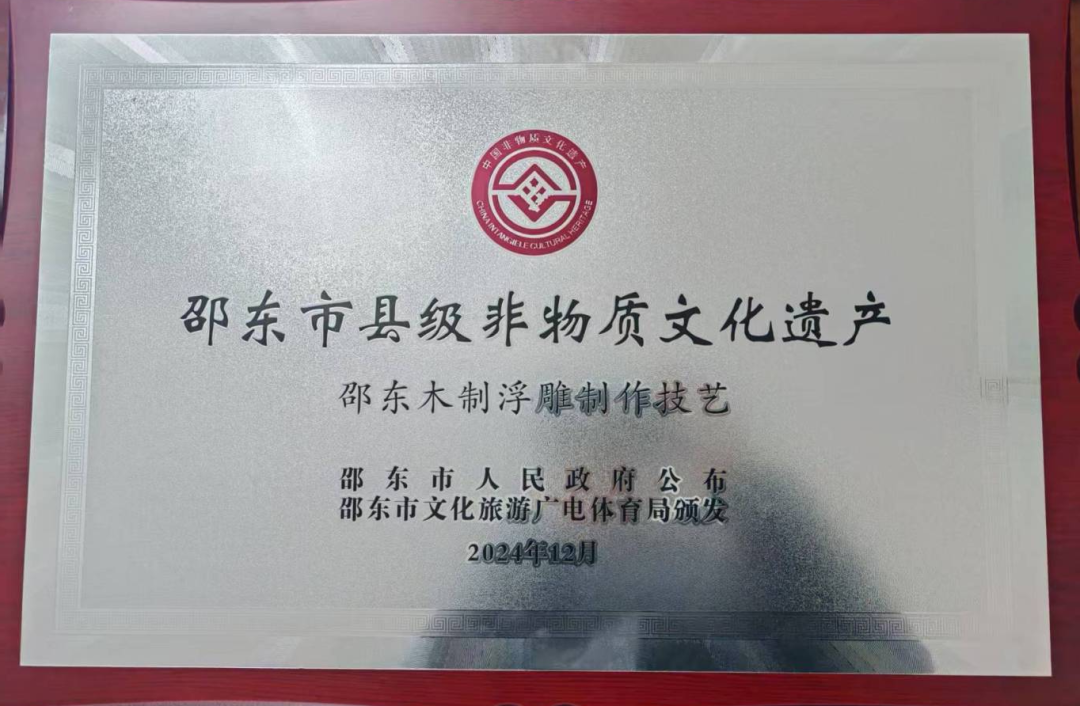 中国非物质文化遗产
CHINA INTANGIBLE CULTURAL HERITAGE
邵东市县级非物质文化遗产
邵东木制浮雕制作技艺
邵东市人民政府公布
邵东市文化旅游广电体育局颁发
2024年12月